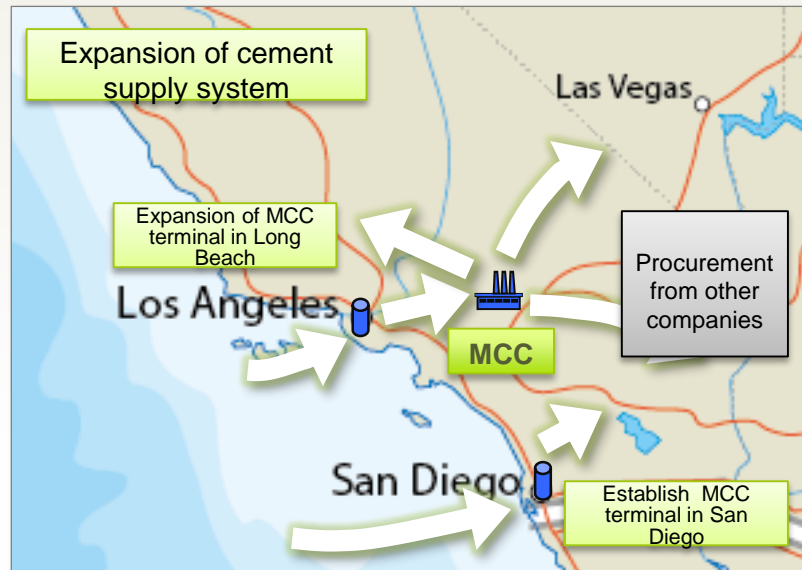 Expansion of cement
supply system
Las Vegas
Expansion of MCC
terminal in Long
Beach
Los Angeles
Procurement
from other
companies
MCC
San Diego
Establish MCC
terminal in San
Diego